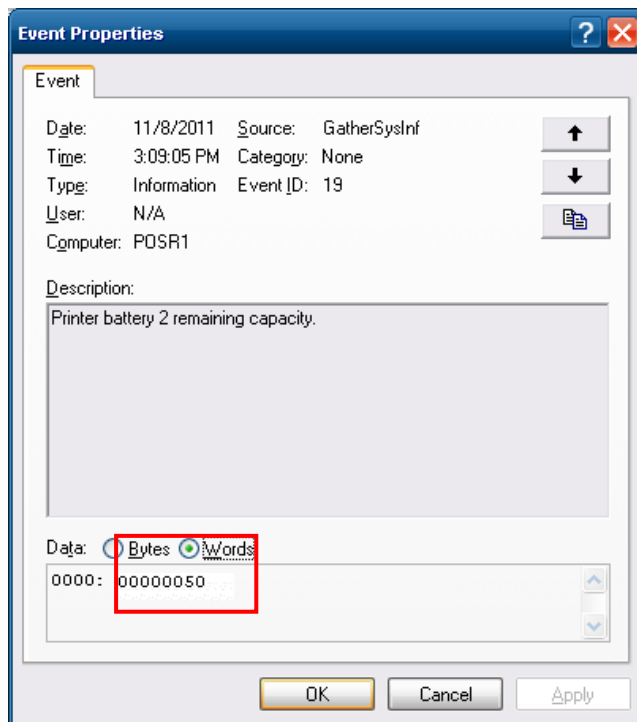 Event Properties
Event
Date: 11/8/2011 Source: GatherSysInf
Time: 3:09:05 PM Category: None
Type: Information Event ID: 19
User: N/A
Computer: POSR1
Description:
Printer battery 2 remaining capacity.
Data: Bytes Words
0000: 00000050
OK Cancel Apply